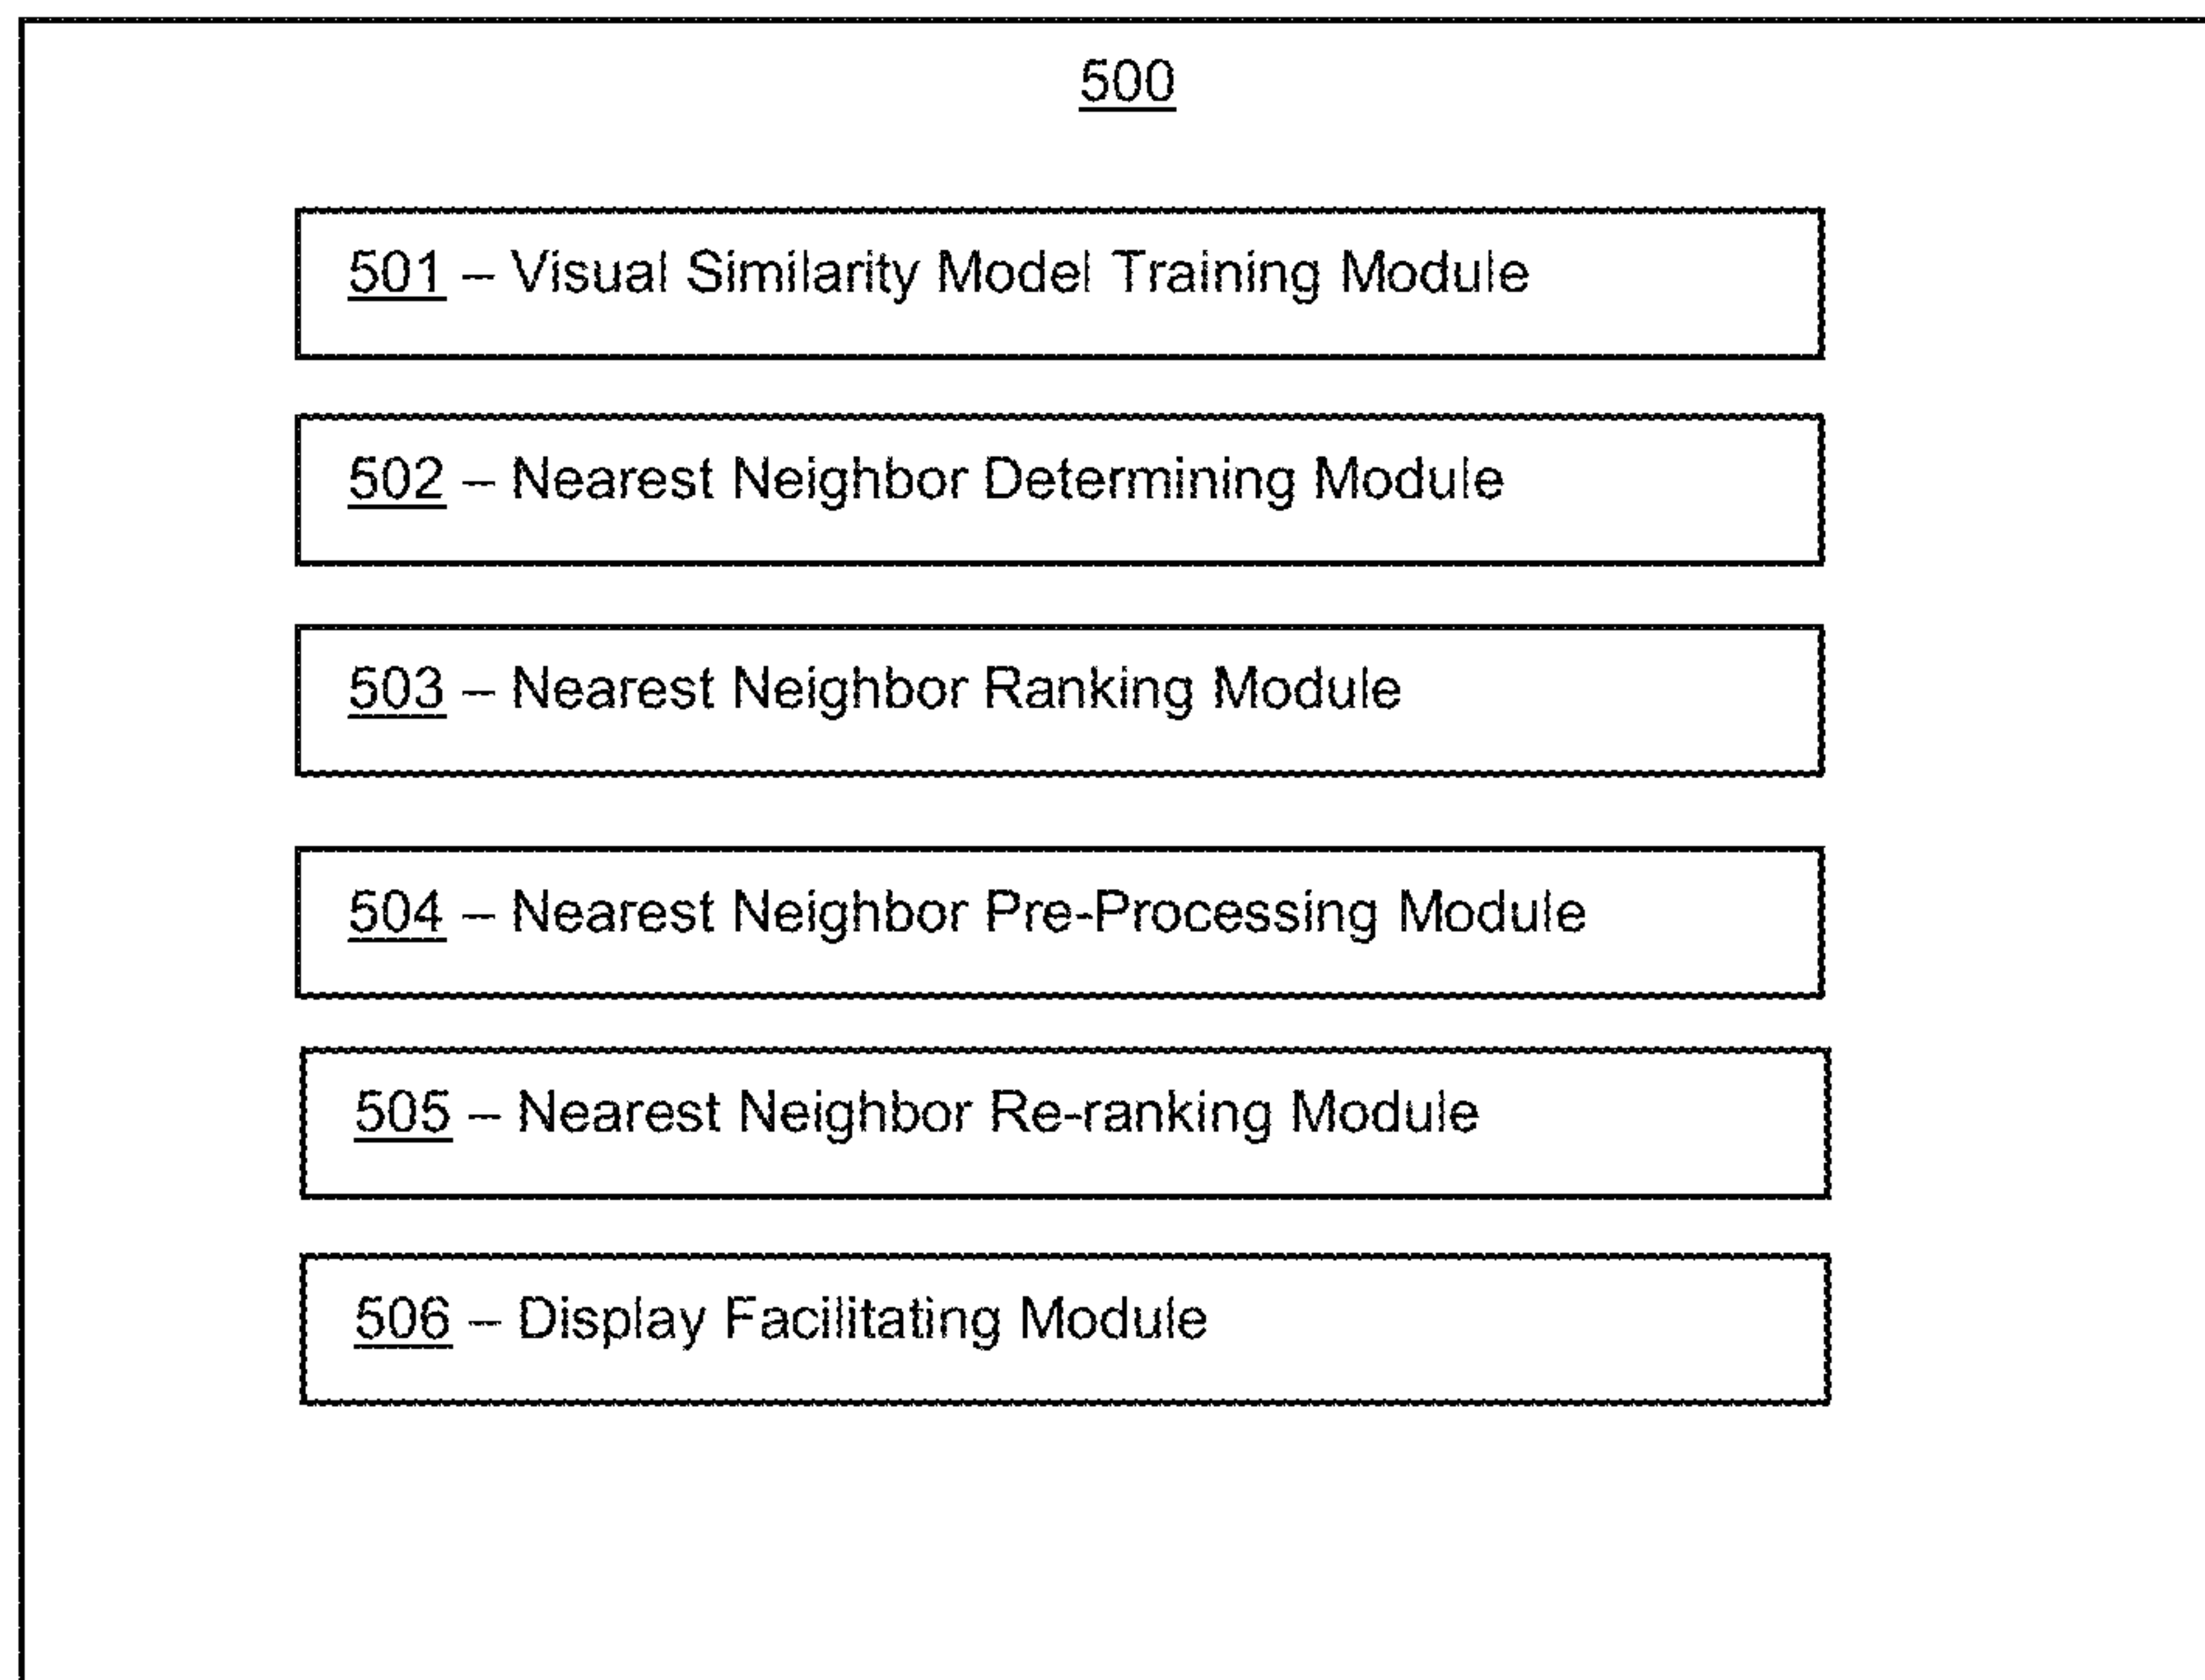 500
501 – Visual Similarity Model Training Module
502 – Nearest Neighbor Determining Module
503 – Nearest Neighbor Ranking Module
504 – Nearest Neighbor Pre-Processing Module
505 – Nearest Neighbor Re-ranking Module
506 – Display Facilitating Module